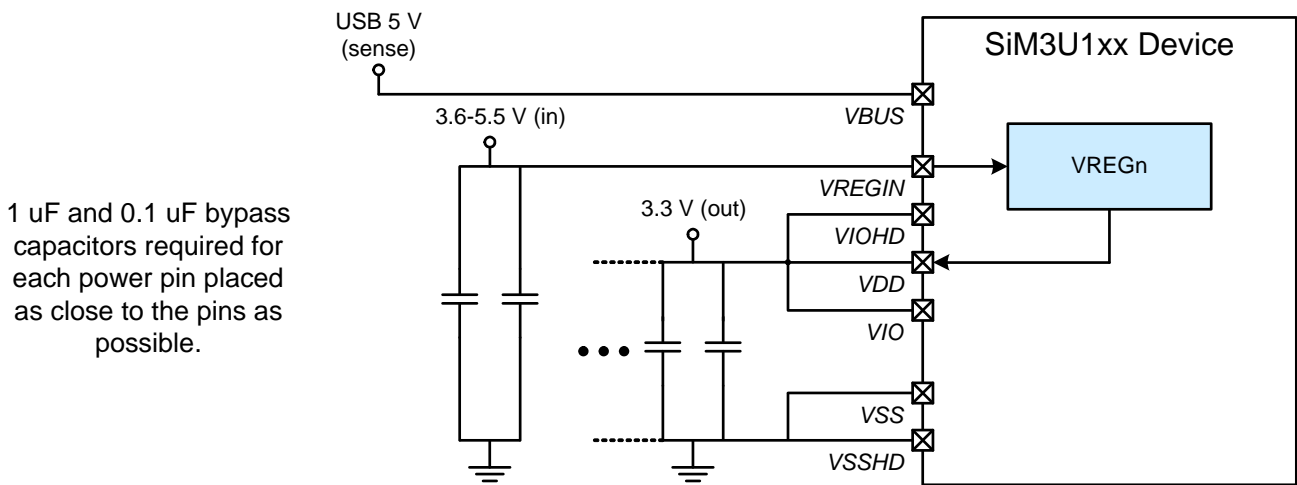 USB 5 V
(sense)
SiM3U1xx Device
VBUS
3.6-5.5 V (in)
VREGn
VREGIN
1 uF and 0.1 uF bypass
capacitors required for
each power pin placed
as close to the pins as
possible.
3.3 V (out)
VIOHD
VDD
VIO
VSS
VSSHD